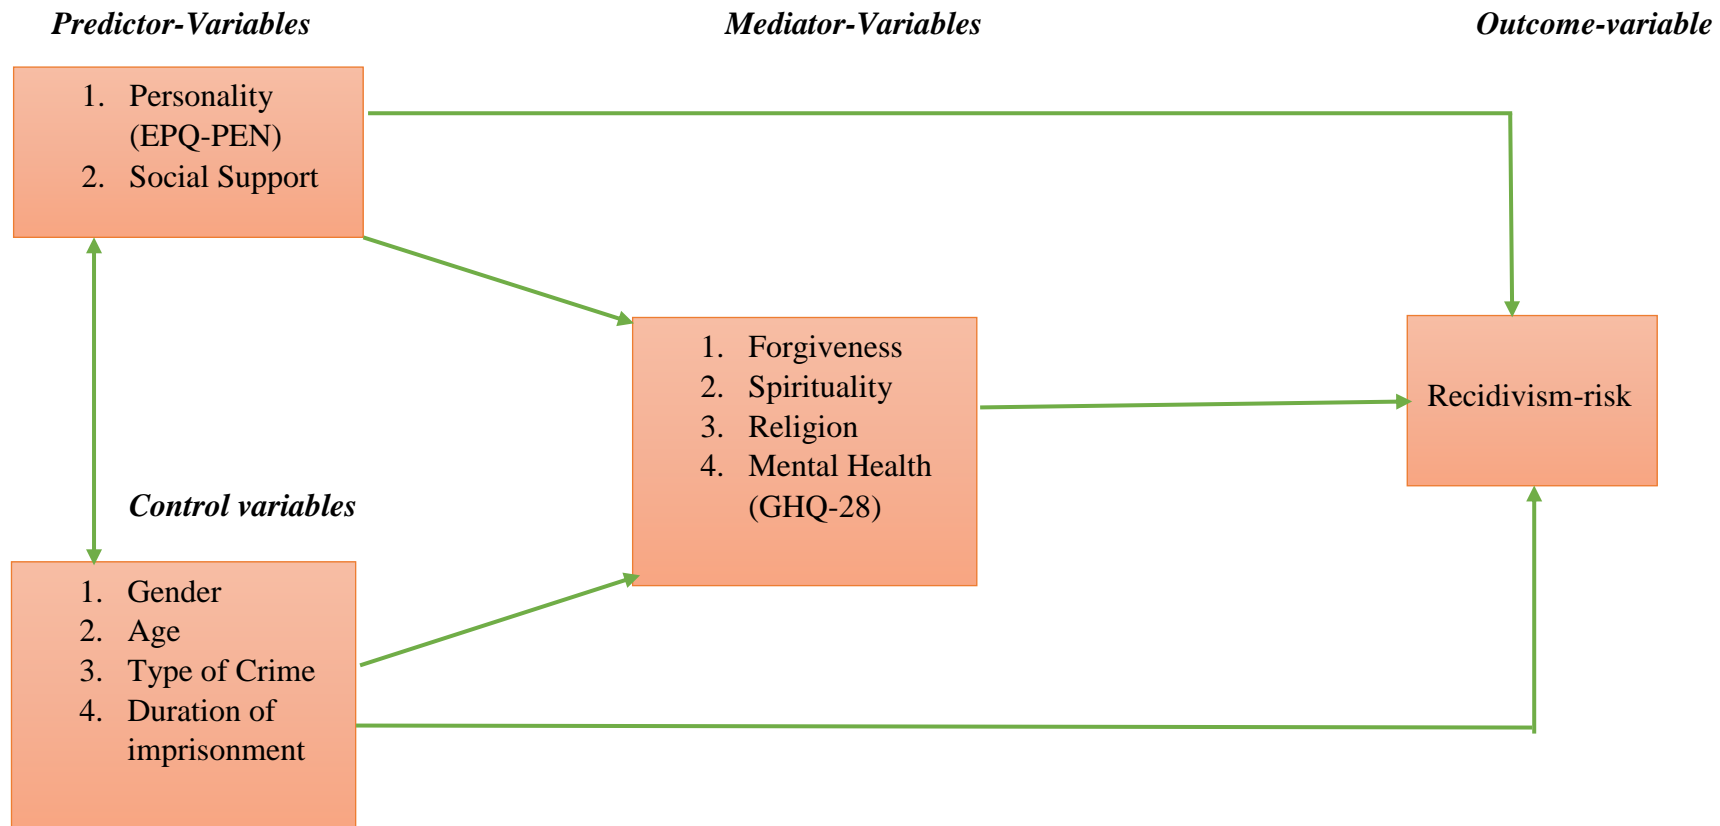 Predictor-Variables
Mediator-Variables
Outcome-variable
1. Personality
(EPQ-PEN)
2. Social Support
1. Forgiveness
2. Spirituality
3. Religion
4. Mental Health
(GHQ-28)
Recidivism-risk
Control variables
1. Gender
2. Age
3. Type of Crime
4. Duration of
imprisonment